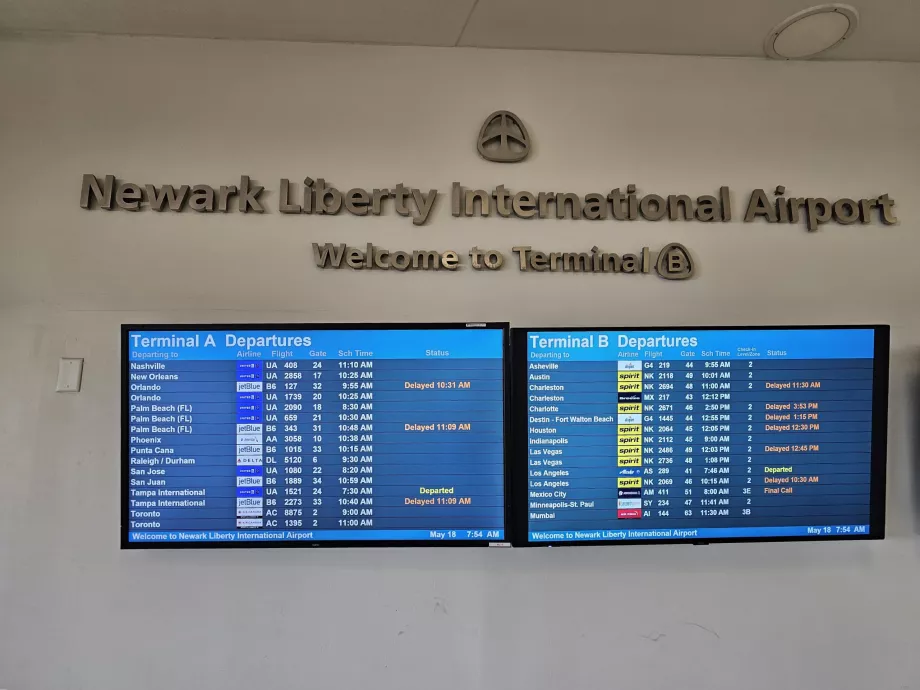 Newark Liberty International Airport
Welcome to Terminal B
Terminal A Departures
Departing to Airline Flight Gate Sch Time Status
Nashville UA 408 24 11:10 AM
New Orleans UA 2858 17 10:25 AM
Orlando jetBlue B6 127 32 9:55 AM Delayed 10:31 AM
Orlando UA 1739 20 10:25 AM
Palm Beach (FL) UA 2090 18 8:30 AM
Palm Beach (FL) UA 659 21 10:30 AM
Palm Beach (FL) jetBlue B6 343 31 10:48 AM Delayed 11:09 AM
Phoenix AA 3058 10 10:38 AM
Punta Cana jetBlue B6 1015 33 10:15 AM
Raleigh / Durham DELTA DL 5120 6 9:30 AM
San Jose UA 1080 22 8:20 AM
San Juan jetBlue B6 1889 34 10:59 AM
Tampa International UA 1521 24 7:30 AM Departed
Tampa International jetBlue B6 2273 33 10:40 AM Delayed 11:09 AM
Toronto AC 8875 2 9:00 AM
Toronto AC 1395 2 11:00 AM
Welcome to Newark Liberty International Airport May 18 7:54 AM
Terminal B Departures
Departing to Airline Flight Gate Sch Time Check-in Level/Zone Status
Asheville G4 219 44 9:55 AM 2
Austin spirit NK 2118 49 10:01 AM 2
Charleston spirit NK 2694 48 11:00 AM 2 Delayed 11:30 AM
Charleston Breeze MX 217 43 12:12 PM
Charlotte spirit NK 2671 46 2:50 PM 2 Delayed 3:53 PM
Destin - Fort Walton Beach G4 1445 44 12:55 PM 2 Delayed 1:15 PM
Houston spirit NK 2064 45 12:05 PM 2 Delayed 12:30 PM
Indianapolis spirit NK 2112 45 9:00 AM 2
Las Vegas spirit NK 2486 49 12:03 PM 2 Delayed 12:45 PM
Las Vegas spirit NK 2736 48 1:08 PM 2
Los Angeles AS 289 41 7:46 AM 2 Departed
Los Angeles spirit NK 2069 46 10:15 AM 2 Delayed 10:30 AM
Mexico City AM 411 51 8:00 AM 3E Final Call
Minneapolis-St. Paul SY 234 47 11:41 AM 2
Mumbai AI 144 63 11:30 AM 3B
Welcome to Newark Liberty International Airport May 18 7:54 AM